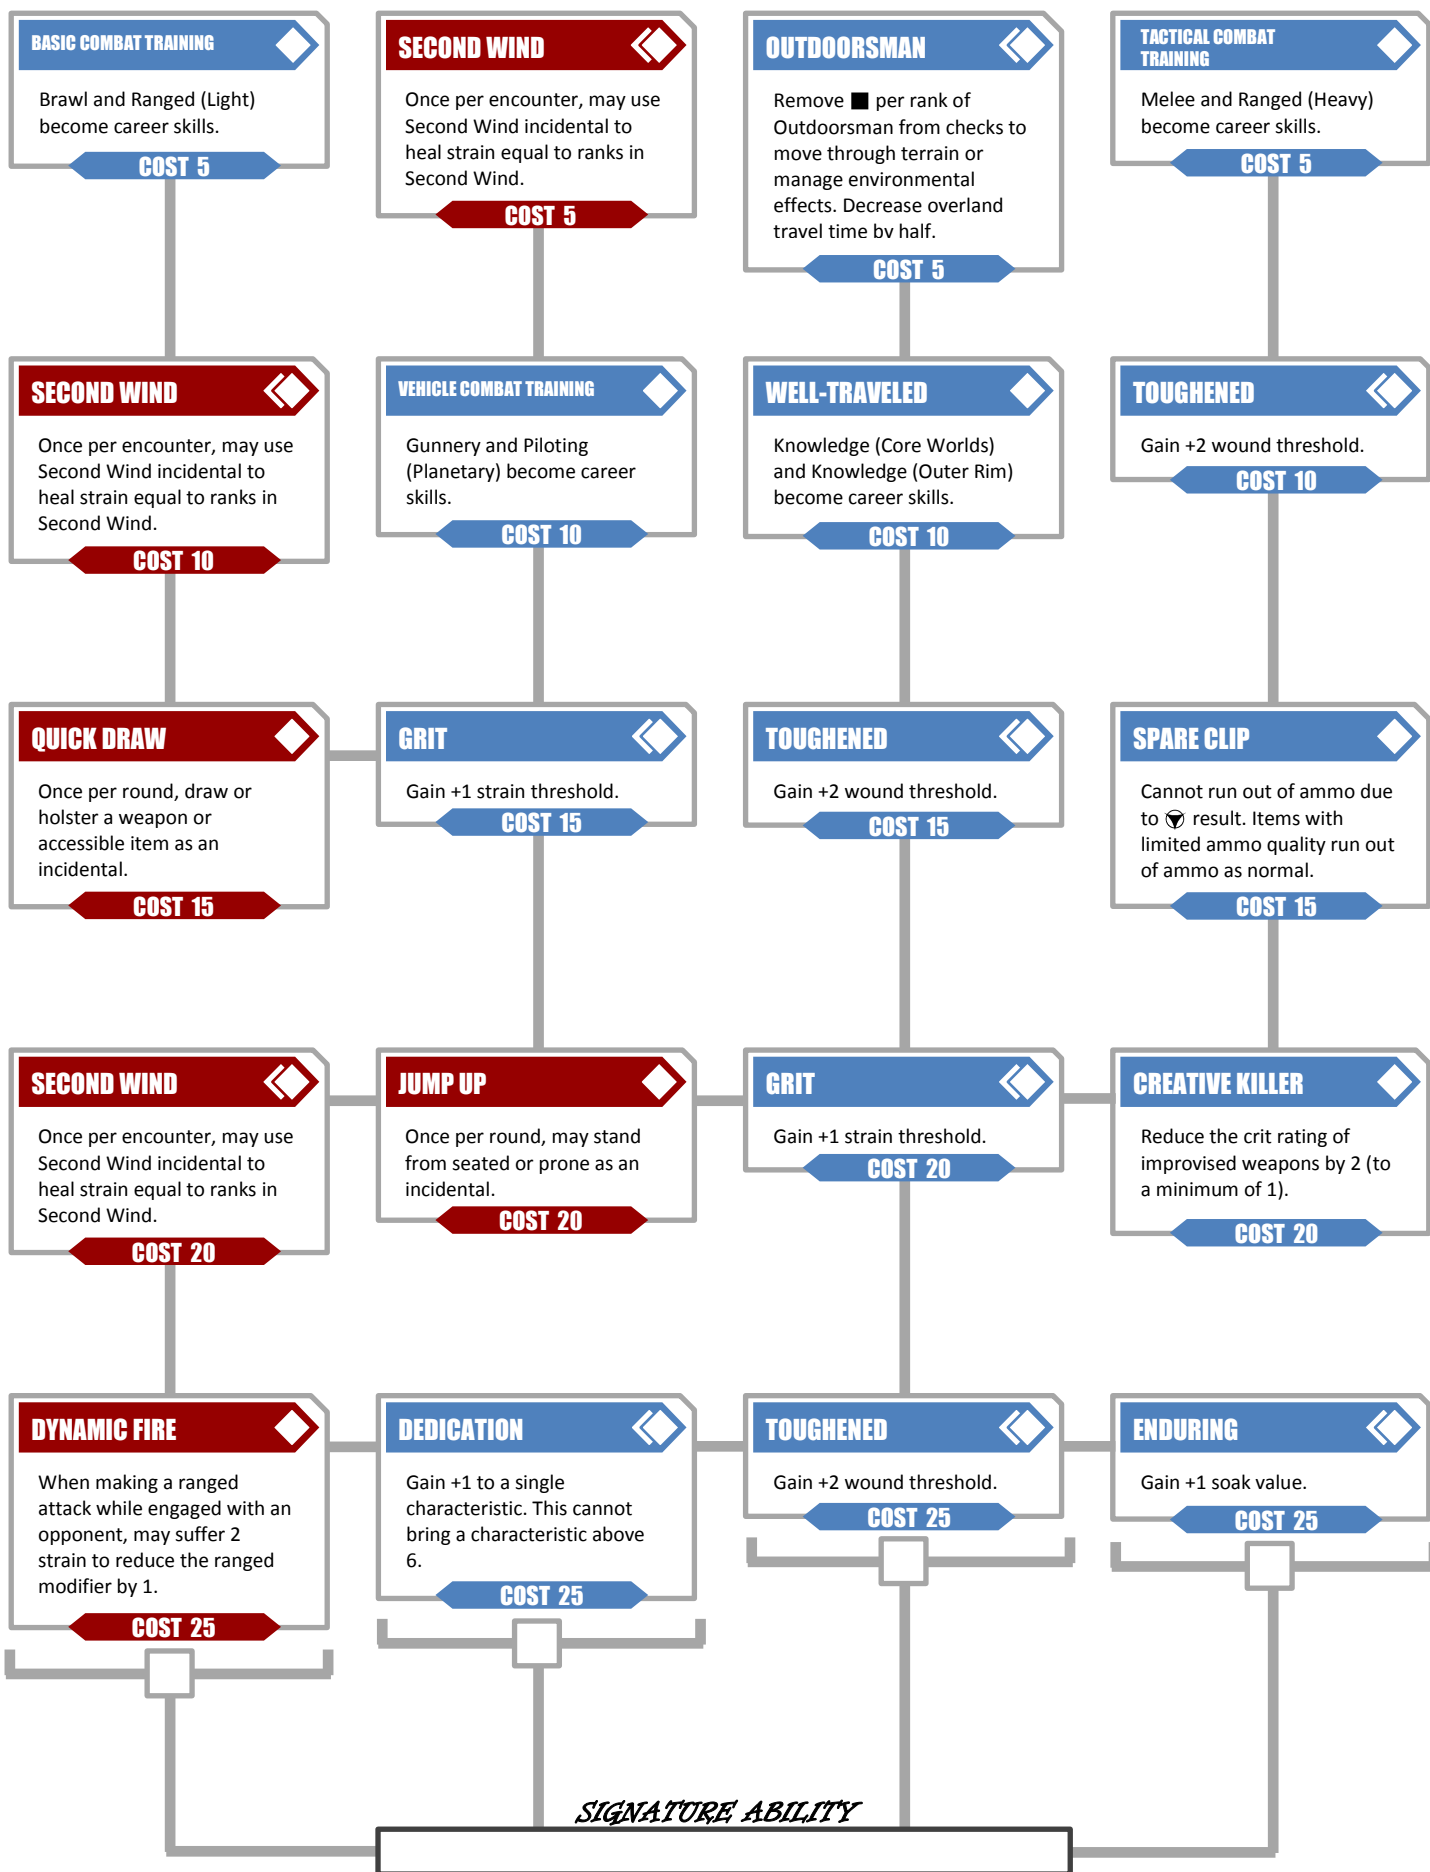 BASIC COMBAT TRAINING
Brawl and Ranged (Light)
become career skills.
COST 5
SECOND WIND
Once per encounter, may use
Second Wind incidental to
heal strain equal to ranks in
Second Wind.
COST 5
OUTDOORSMAN
Remove ■ per rank of
Outdoorsman from checks to
move through terrain or
manage environmental
effects. Decrease overland
travel time by half.
COST 5
TACTICAL COMBAT
TRAINING
Melee and Ranged (Heavy)
become career skills.
COST 5
SECOND WIND
Once per encounter, may use
Second Wind incidental to
heal strain equal to ranks in
Second Wind.
COST 10
VEHICLE COMBAT TRAINING
Gunnery and Piloting
(Planetary) become career
skills.
COST 10
WELL-TRAVELED
Knowledge (Core Worlds)
and Knowledge (Outer Rim)
become career skills.
COST 10
TOUGHENED
Gain +2 wound threshold.
COST 10
QUICK DRAW
Once per round, draw or
holster a weapon or
accessible item as an
incidental.
COST 15
GRIT
Gain +1 strain threshold.
COST 15
TOUGHENED
Gain +2 wound threshold.
COST 15
SPARE CLIP
Cannot run out of ammo due
to result. Items with
limited ammo quality run out
of ammo as normal.
COST 15
SECOND WIND
Once per encounter, may use
Second Wind incidental to
heal strain equal to ranks in
Second Wind.
COST 20
JUMP UP
Once per round, may stand
from seated or prone as an
incidental.
COST 20
GRIT
Gain +1 strain threshold.
COST 20
CREATIVE KILLER
Reduce the crit rating of
improvised weapons by 2 (to
a minimum of 1).
COST 20
DYNAMIC FIRE
When making a ranged
attack while engaged with an
opponent, may suffer 2
strain to reduce the ranged
modifier by 1.
COST 25
DEDICATION
Gain +1 to a single
characteristic. This cannot
bring a characteristic above
6.
COST 25
TOUGHENED
Gain +2 wound threshold.
COST 25
ENDURING
Gain +1 soak value.
COST 25
SIGNATURE ABILITY